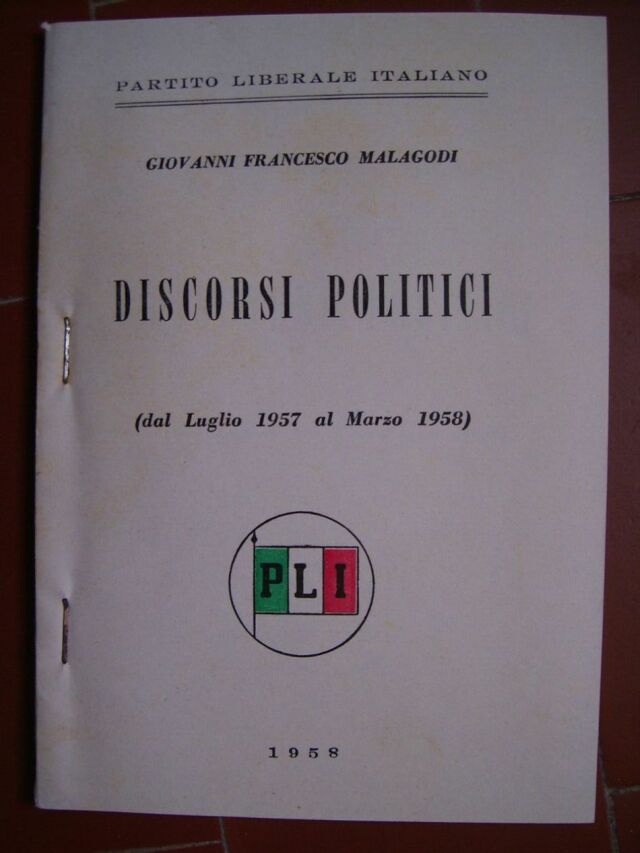 PARTITO LIBERALE ITALIANO
GIOVANNI FRANCESCO MALAGODI
DISCORSI POLITICI
(dal Luglio 1957 al Marzo 1958)
PLI
1958